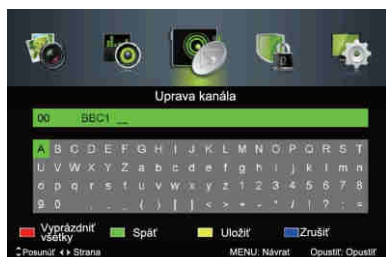 Uprava kanála
00 BBC1 __
A B C D E F G H I J K L M N O P Q R S T
U V W X Y Z a b c d e f g h i j k l m n
o p q r s t u v w x y z 1 2 3 4 5 6 7 8
9 0
Vyprázdniť všetky Späť Uložiť Zrušiť
Posunúť Strana MENU: Návrat Opustiť: Opustiť